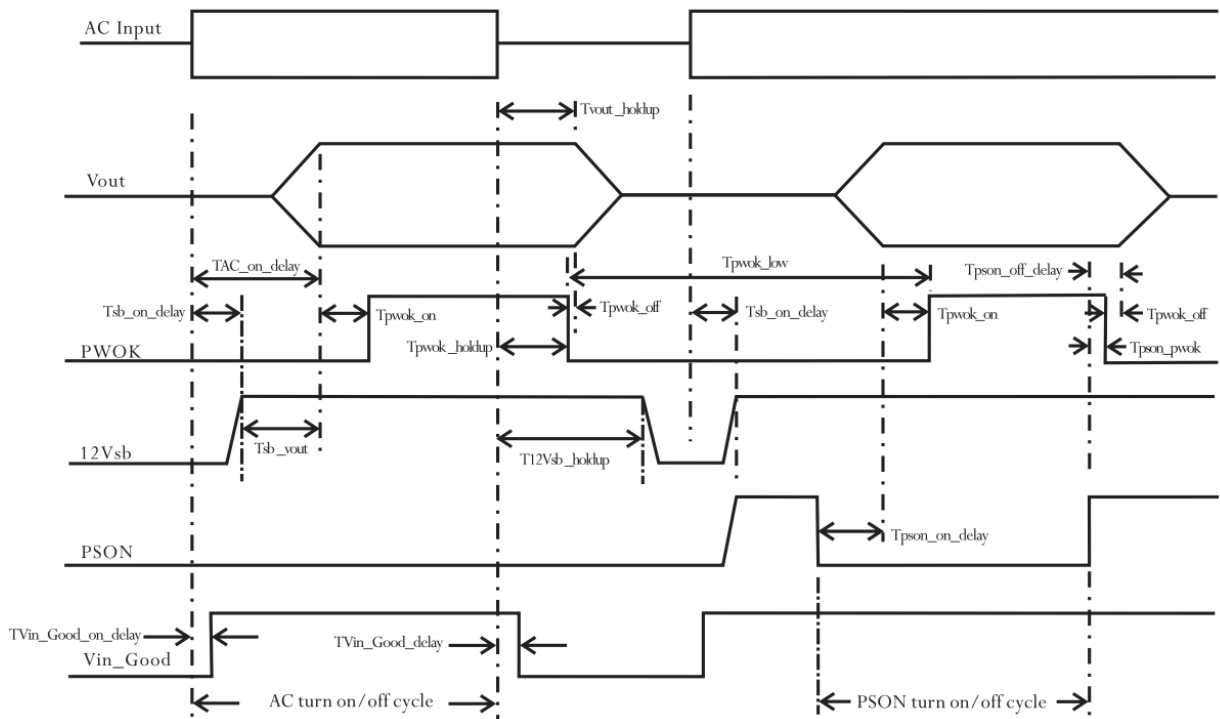 AC Input
Tvout_holdup
Vout
TAC_on_delay
Tpwok_low
Tpson_off_delay
Tsb_on_delay
Tpwok_on
Tpwok_off
Tsb_on_delay
Tpwok_on
Tpwok_off
PWOK
Tpwok_holdup
Tpson_pwok
12Vsb
Tsb_vout
T12Vsb_holdup
PSON
Tpson_on_delay
TVin_Good_on_delay
TVin_Good_delay
Vin_Good
AC turn on/off cycle
PSON turn on/off cycle